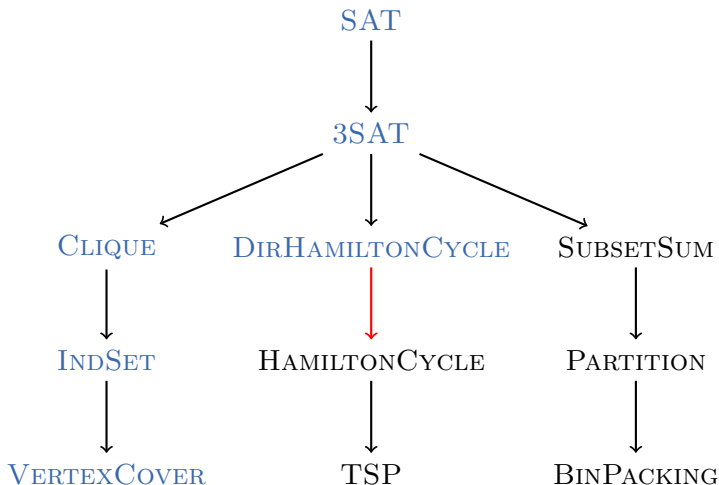 SAT
3SAT
CLIQUE DIRHAMILTONCYCLE SUBSETSUM
INDSET HAMILTONCYCLE PARTITION
VERTEXCOVER TSP BINPACKING